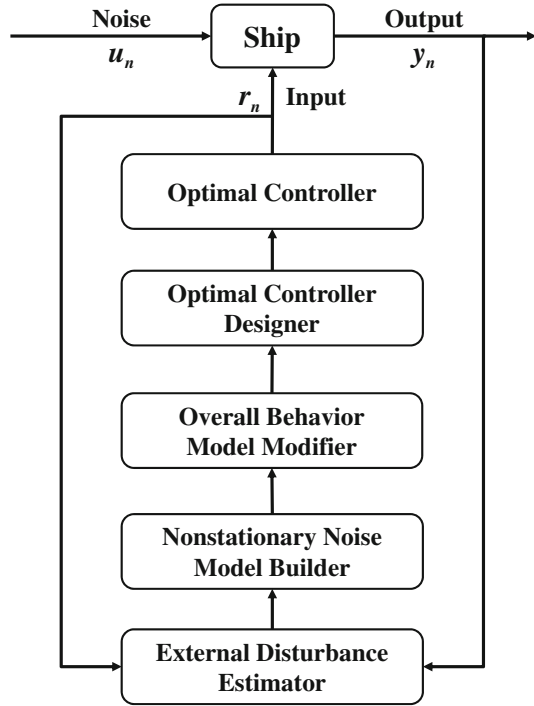 Noise
Ship
Output
u_n
y_n
r_n
Input
Optimal Controller
Optimal Controller
Designer
Overall Behavior
Model Modifier
Nonstationary Noise
Model Builder
External Disturbance
Estimator